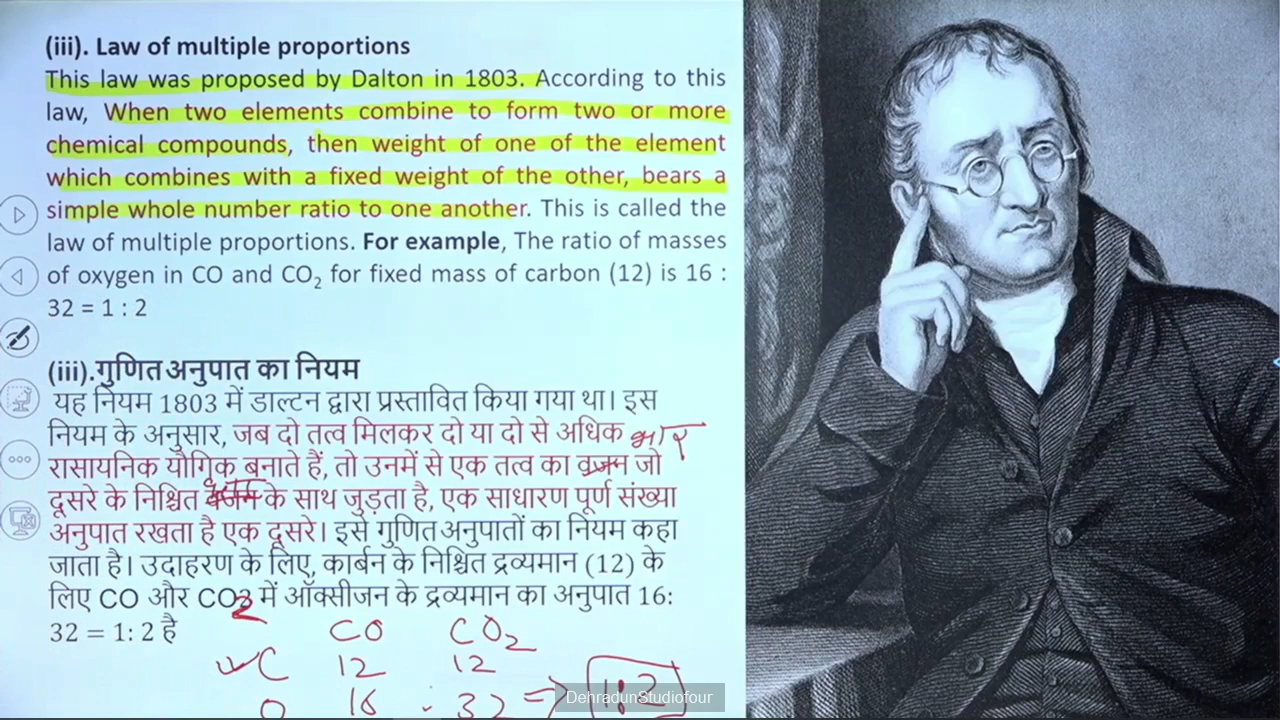 (iii). Law of multiple proportions
This law was proposed by Dalton in 1803. According to this
law, When two elements combine to form two or more
chemical compounds, then weight of one of the element
which combines with a fixed weight of the other, bears a
simple whole number ratio to one another. This is called the
law of multiple proportions. For example, The ratio of masses
of oxygen in CO and CO₂ for fixed mass of carbon (12) is 16 :
32 = 1 : 2
(iii).गुणित अनुपात का नियम
यह नियम 1803 में डाल्टन द्वारा प्रस्तावित किया गया था। इस
नियम के अनुसार, जब दो तत्व मिलकर दो या दो से अधिक भार
रासायनिक यौगिक बनाते हैं, तो उनमें से एक तत्व का वजन जो
दूसरे के निश्चित वजन के साथ जुड़ता है, एक साधारण पूर्ण संख्या
अनुपात रखता है एक दूसरे। इसे गुणित अनुपातों का नियम कहा
जाता है। उदाहरण के लिए, कार्बन के निश्चित द्रव्यमान (12) के
लिए CO और CO2 में ऑक्सीजन के द्रव्यमान का अनुपात 16:
32 = 1: 2 है
CO CO₂
C 12 12
O 16 : 32 => 1:2
DehradunStudiofour